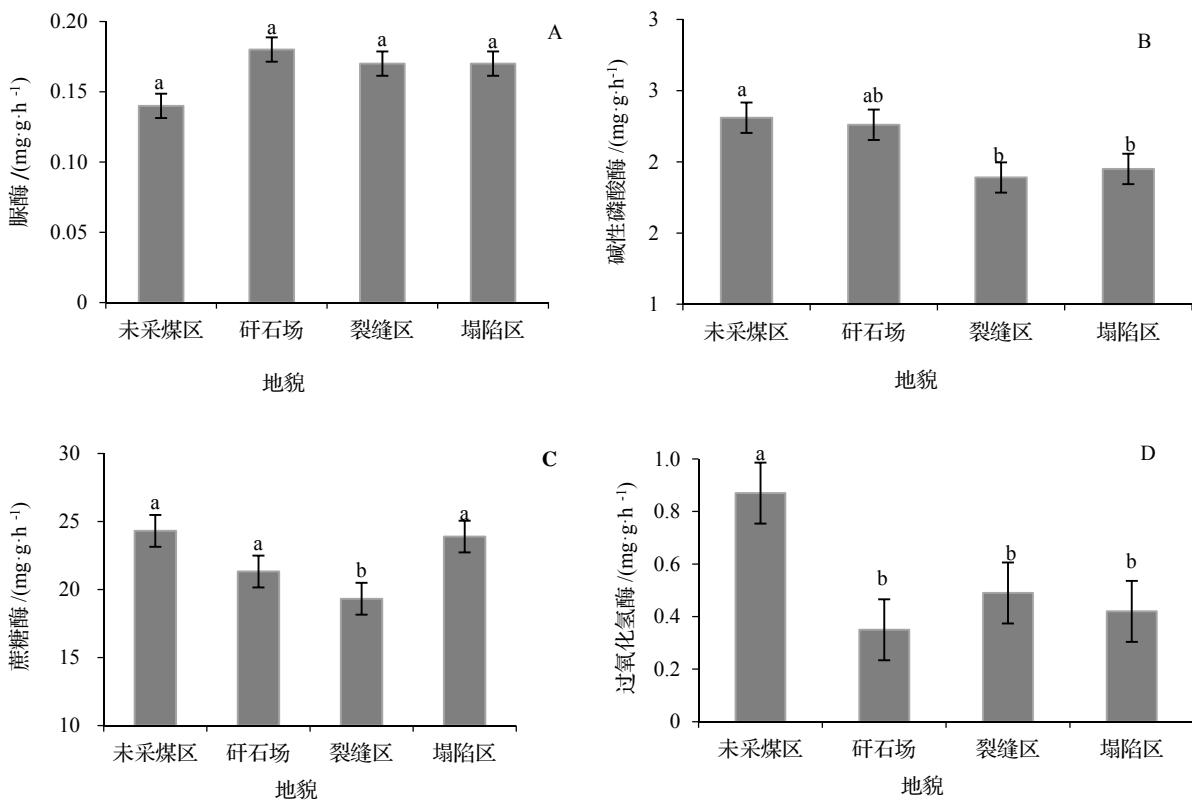 A
0.20
0.15
0.10
0.05
0
脲酶 /(mg·g·h -1)
a
a
a
a
未采煤区 矸石场 裂缝区 塌陷区
地貌
B
3
3
2
2
1
碱性磷酸酶 /(mg·g·h-1)
a
ab
b
b
未采煤区 矸石场 裂缝区 塌陷区
地貌
C
30
25
20
15
10
蔗糖酶 /(mg·g·h -1)
a
a
b
a
未采煤区 矸石场 裂缝区 塌陷区
地貌
D
1.0
0.8
0.6
0.4
0.2
0
过氧化氢酶 /(mg·g·h -1)
a
b
b
b
未采煤区 矸石场 裂缝区 塌陷区
地貌